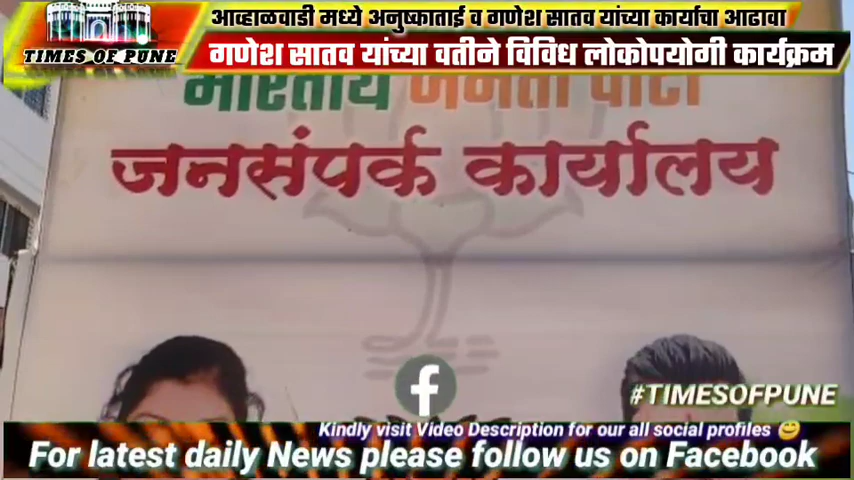 आव्हाळवाडी मध्ये अनुष्काताई व गणेश सातव यांच्या कार्याचा आढावा
TIMES OF PUNE
गणेश सातव यांच्या वतीने विविध लोकोपयोगी कार्यक्रम
भारतीय जनता पार्टी
जनसंपर्क कार्यालय
f
#TIMESOFPUNE
Kindly visit Video Description for our all social profiles 😊
For latest daily News please follow us on Facebook